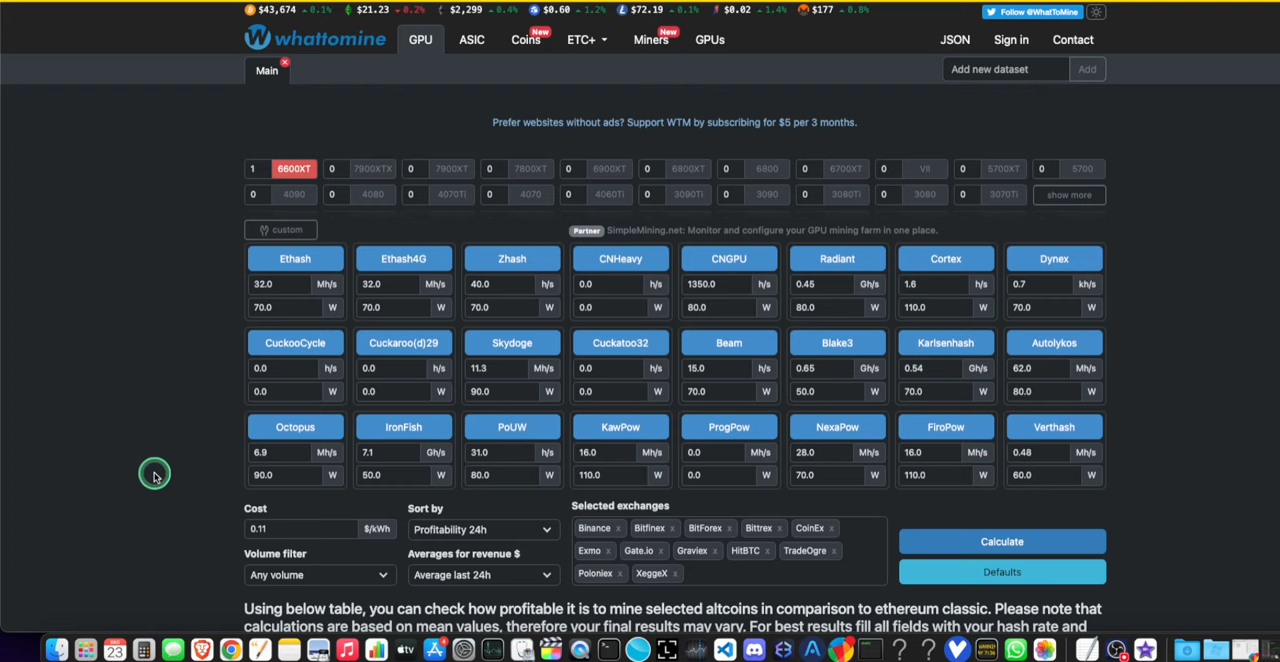 $43,674 0.1% $21.23 0.2% $2,299 0.4% $0.60 1.2% $72.19 0.1% $0.02 1.4% $177 0.8% Follow @WhatToMine
whattomine GPU ASIC Coins New ETC+ Miners New GPUs JSON Sign in Contact
Main x Add new dataset Add
Prefer websites without ads? Support WTM by subscribing for $5 per 3 months.
1 6600XT 0 7900XTX 0 7900XT 0 7800XT 0 6900XT 0 6800XT 0 6800 0 6700XT 0 VII 0 5700XT 0 5700
0 4090 0 4080 0 4070Ti 0 4070 0 4060Ti 0 3090Ti 0 3090 0 3080Ti 0 3080 0 3070Ti show more
custom Partner SimpleMining.net: Monitor and configure your GPU mining farm in one place.
Ethash Ethash4G Zhash CNHeavy CNGPU Radiant Cortex Dynex
32.0 Mh/s 32.0 Mh/s 40.0 h/s 0.0 h/s 1350.0 h/s 0.45 Gh/s 1.6 h/s 0.7 kh/s
70.0 W 70.0 W 70.0 W 0.0 W 80.0 W 80.0 W 110.0 W 70.0 W
CuckooCycle Cuckaroo(d)29 Skydoge Cuckatoo32 Beam Blake3 Karlsenhash Autolykos
0.0 h/s 0.0 h/s 11.3 Mh/s 0.0 h/s 15.0 h/s 0.65 Gh/s 0.54 Gh/s 62.0 Mh/s
0.0 W 0.0 W 90.0 W 0.0 W 70.0 W 50.0 W 70.0 W 80.0 W
Octopus IronFish PoUW KawPow ProgPow NexaPow FiroPow Verthash
6.9 Mh/s 7.1 Gh/s 31.0 h/s 16.0 Mh/s 0.0 Mh/s 28.0 Mh/s 16.0 Mh/s 0.48 Mh/s
90.0 W 50.0 W 80.0 W 110.0 W 0.0 W 70.0 W 110.0 W 60.0 W
Cost Sort by Selected exchanges
0.11 $/kWh Profitability 24h Binance x Bitfinex x BitForex x Bittrex x CoinEx x
Volume filter Averages for revenue $ Exmo x Gate.io x Graviex x HitBTC x TradeOgre x Calculate
Any volume Average last 24h Poloniex x XeggeX x Defaults
Using below table, you can check how profitable it is to mine selected altcoins in comparison to ethereum classic. Please note that
calculations are based on mean values, therefore your final results may vary. For best results fill all fields with your hash rate and
23 tv